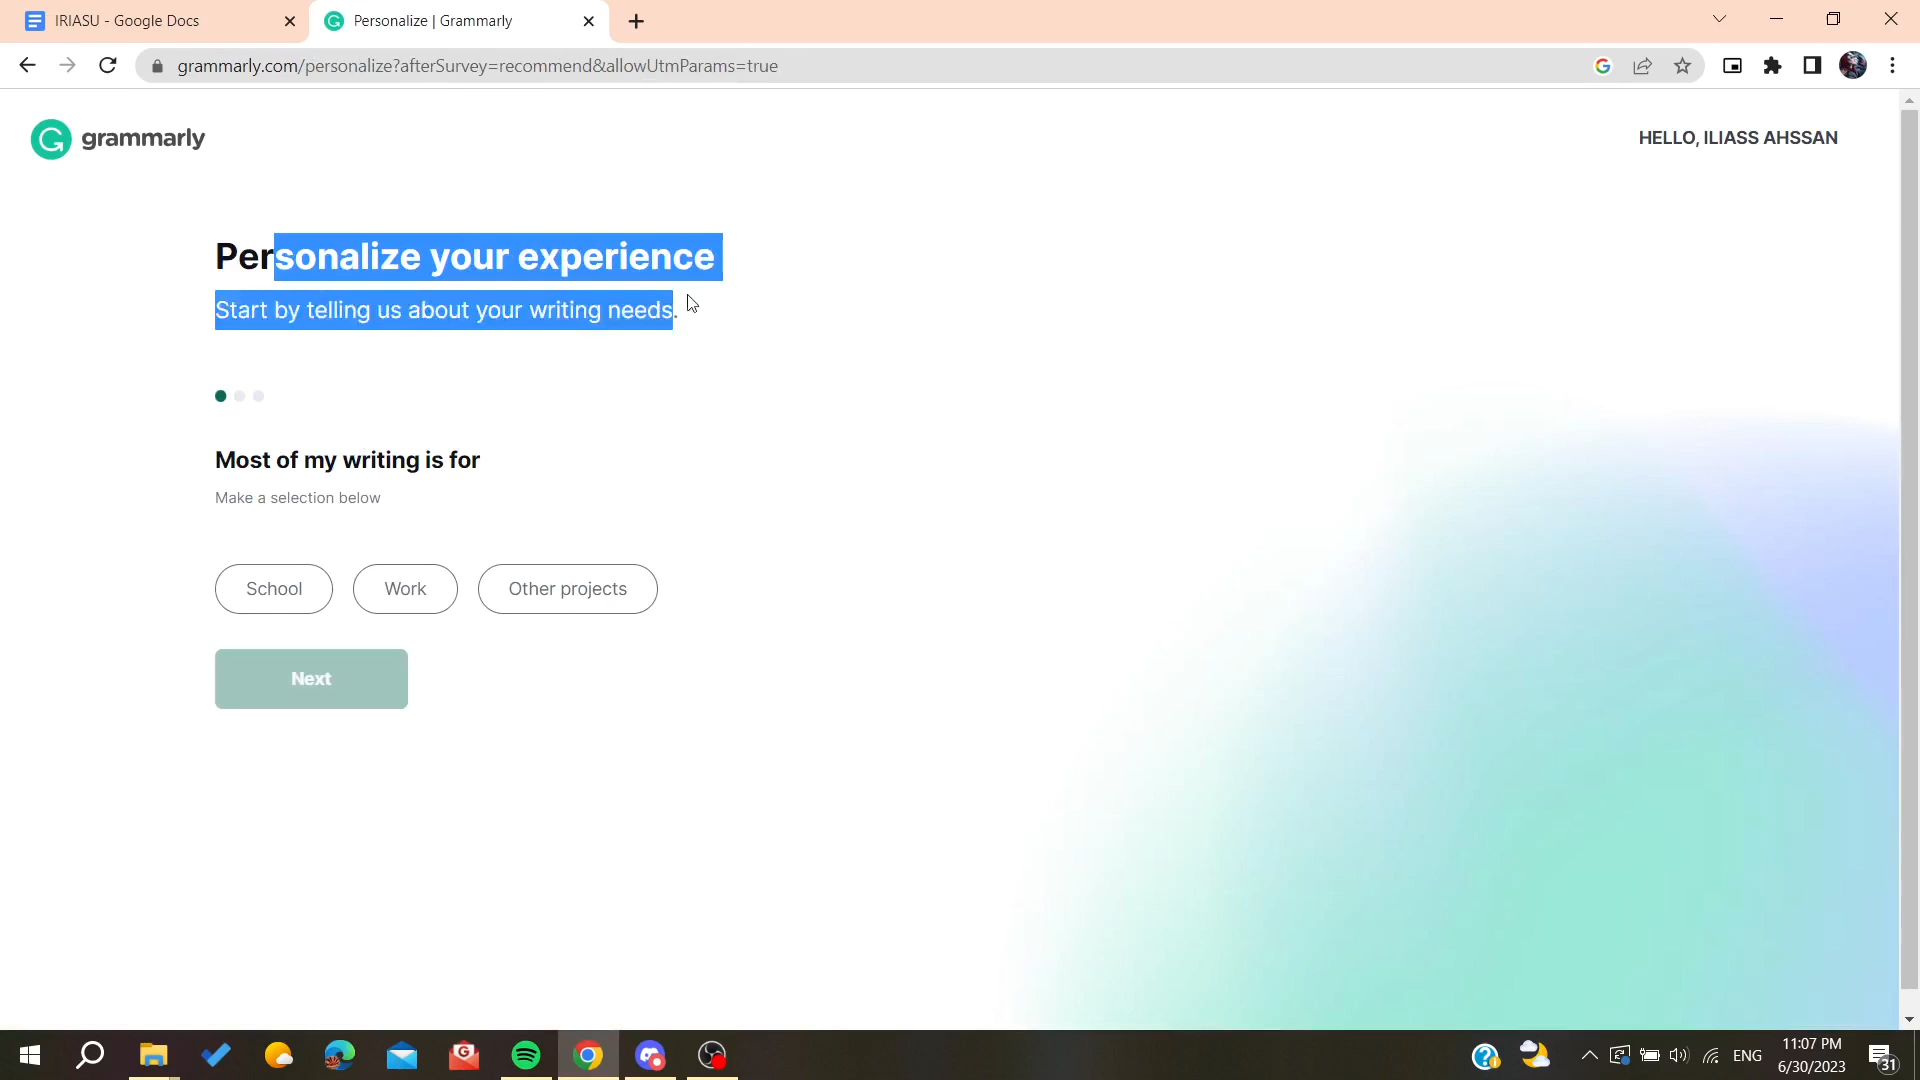 IRIASU - Google Docs
Personalize | Grammarly
grammarly.com/personalize?afterSurvey=recommend&allowUtmParams=true
grammarly
HELLO, ILIASS AHSSAN
Personalize your experience
Start by telling us about your writing needs.
Most of my writing is for
Make a selection below
School
Work
Other projects
Next
ENG
11:07 PM
6/30/2023
31